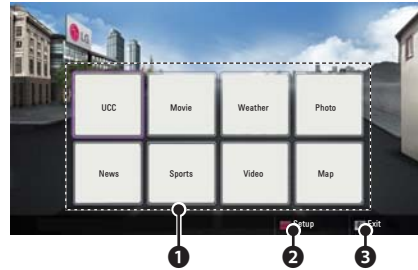 LG
UCC Movie Weather Photo
News Sports Video Map
Setup Exit
1
2 3